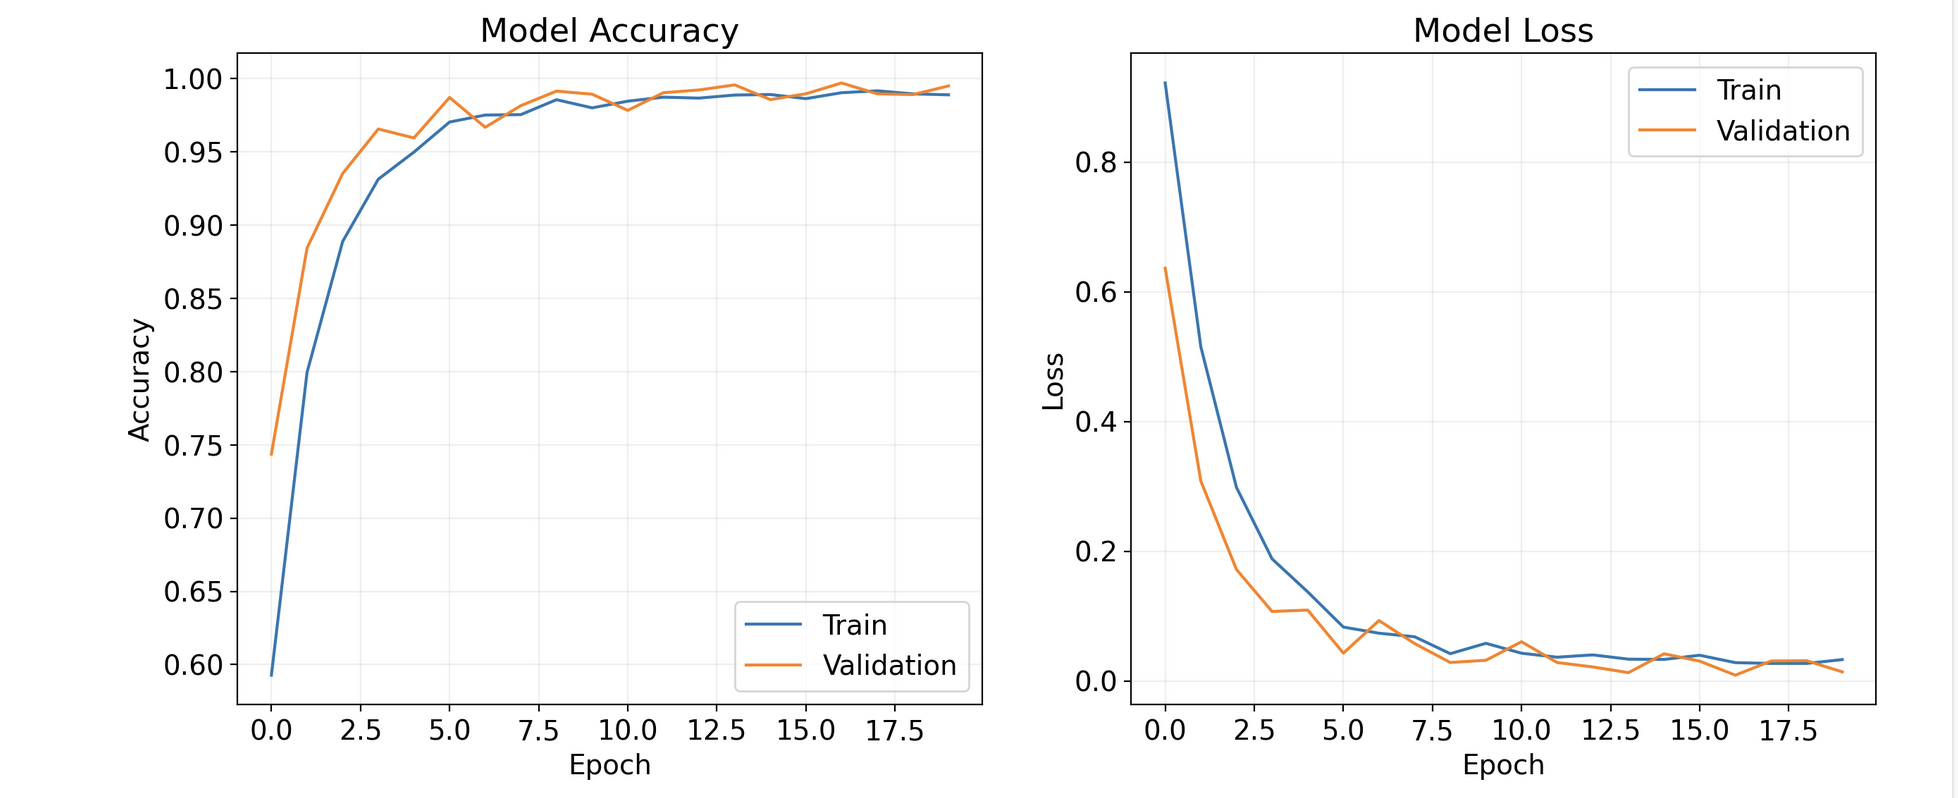 Model Accuracy
1.00
0.95
0.90
0.85
0.80
0.75
0.70
0.65
0.60
Accuracy
Train
Validation
0.0 2.5 5.0 7.5 10.0 12.5 15.0 17.5
Epoch
Model Loss
Train
Validation
0.8
0.6
0.4
0.2
0.0
Loss
0.0 2.5 5.0 7.5 10.0 12.5 15.0 17.5
Epoch